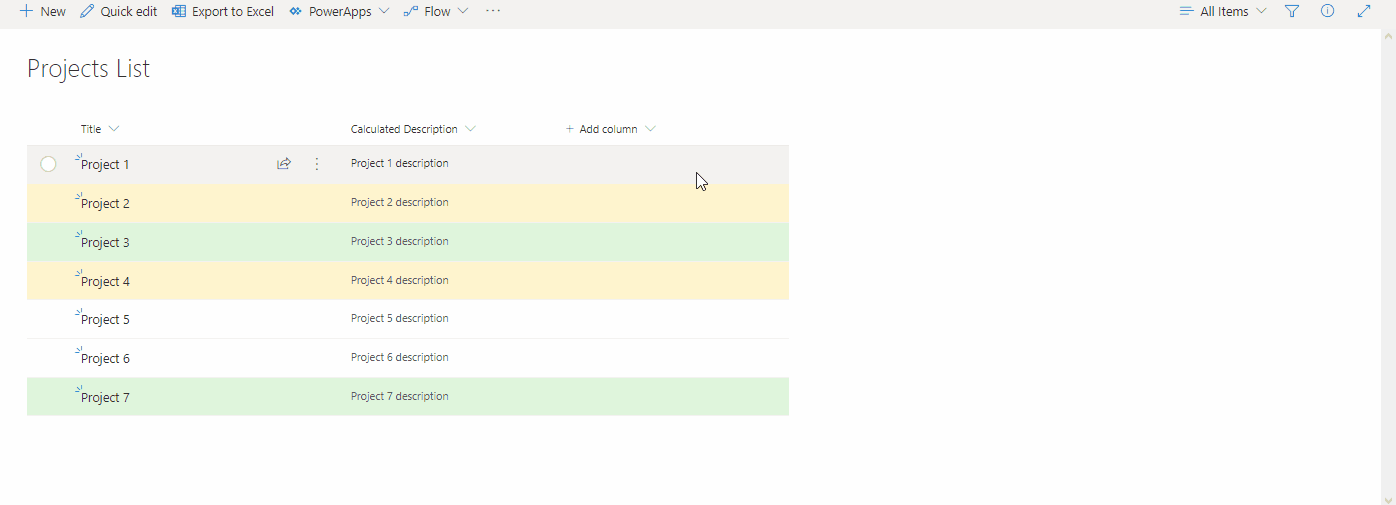 New Quick edit Export to Excel PowerApps Flow ··· All Items
Projects List
Title Calculated Description + Add column
Project 1 Project 1 description
Project 2 Project 2 description
Project 3 Project 3 description
Project 4 Project 4 description
Project 5 Project 5 description
Project 6 Project 6 description
Project 7 Project 7 description